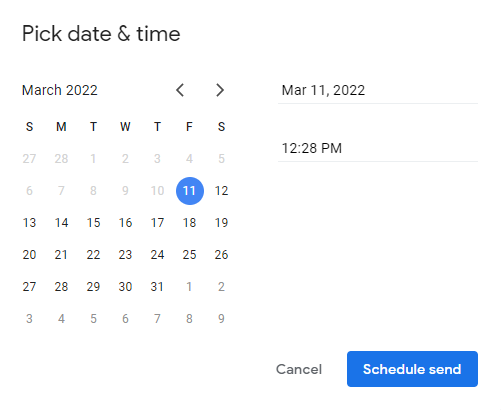 Pick date & time
March 2022
S M T W T F S
27 28 1 2 3 4 5
6 7 8 9 10 11 12
13 14 15 16 17 18 19
20 21 22 23 24 25 26
27 28 29 30 31 1 2
3 4 5 6 7 8 9
Mar 11, 2022
12:28 PM
Cancel
Schedule send